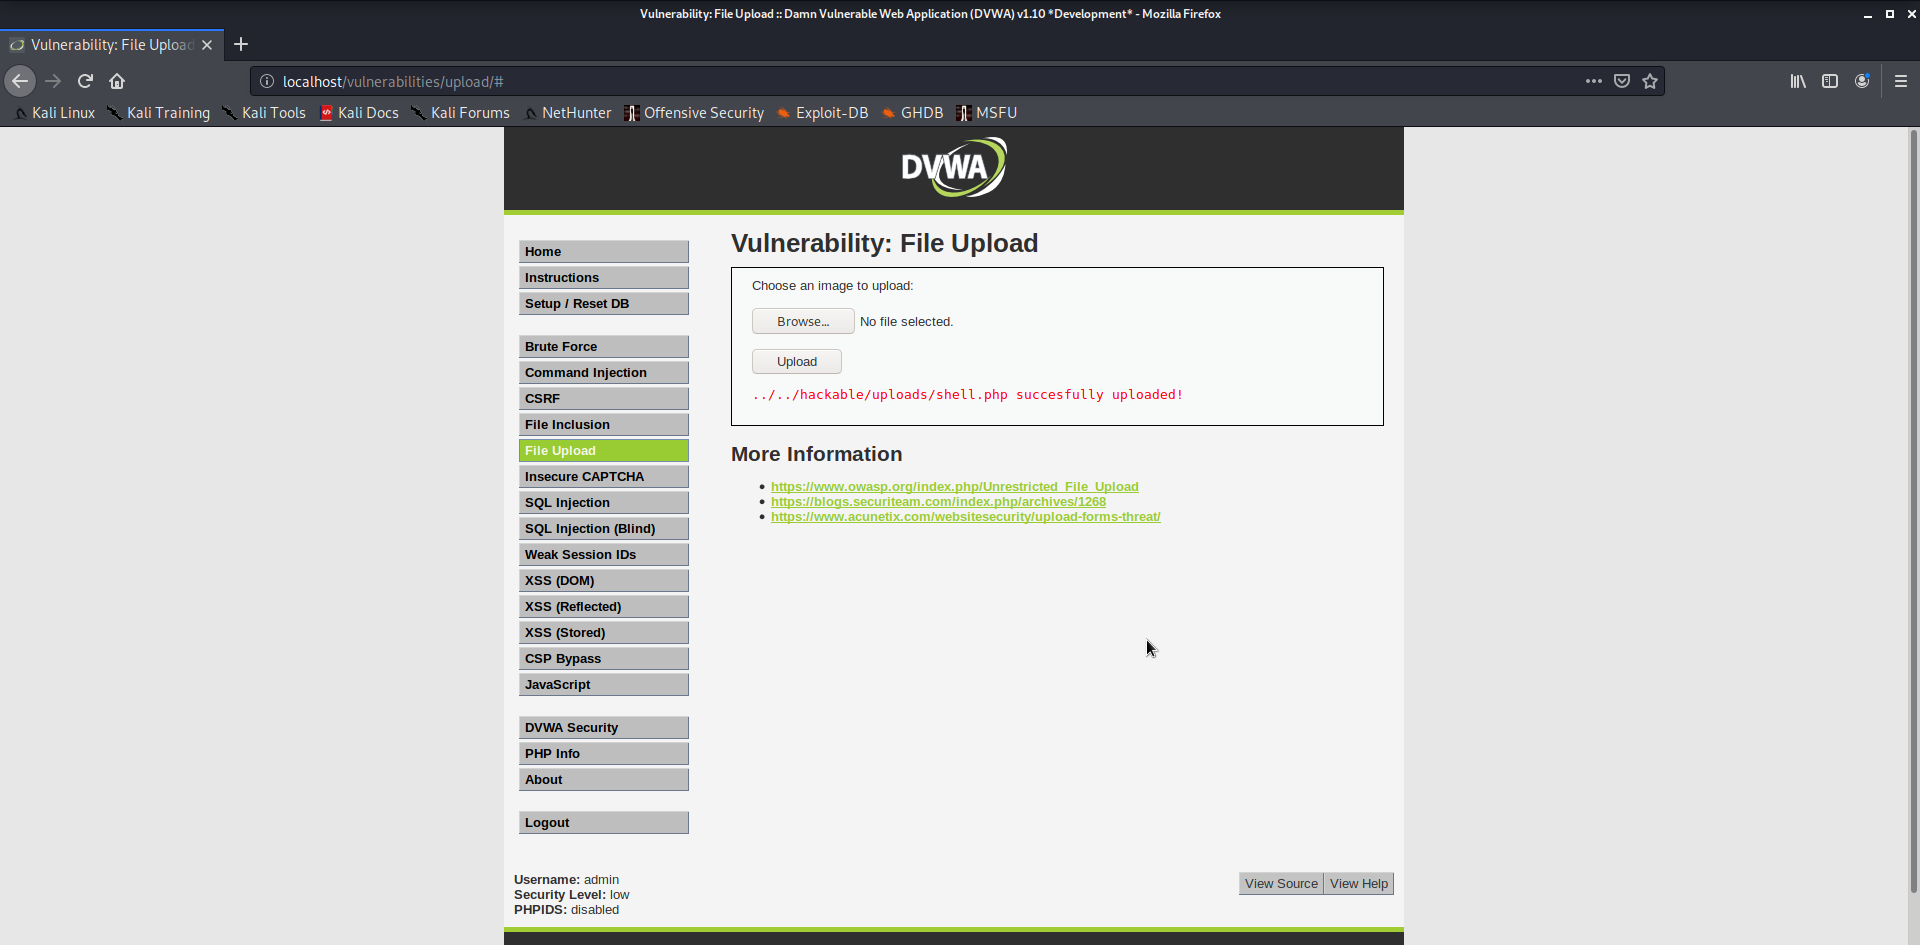 Vulnerability: File Upload :: Damn Vulnerable Web Application (DVWA) v1.10 *Development* - Mozilla Firefox
Vulnerability: File Upload
localhost/vulnerabilities/upload/#
Kali Linux Kali Training Kali Tools Kali Docs Kali Forums NetHunter Offensive Security Exploit-DB GHDB MSFU
DVWA
Home
Instructions
Setup / Reset DB
Brute Force
Command Injection
CSRF
File Inclusion
File Upload
Insecure CAPTCHA
SQL Injection
SQL Injection (Blind)
Weak Session IDs
XSS (DOM)
XSS (Reflected)
XSS (Stored)
CSP Bypass
JavaScript
DVWA Security
PHP Info
About
Logout
Vulnerability: File Upload
Choose an image to upload:
Browse... No file selected.
Upload
../../hackable/uploads/shell.php succesfully uploaded!
More Information
https://www.owasp.org/index.php/Unrestricted_File_Upload
https://blogs.securiteam.com/index.php/archives/1268
https://www.acunetix.com/websitesecurity/upload-forms-threat/
Username: admin
Security Level: low
PHPIDS: disabled
View Source View Help